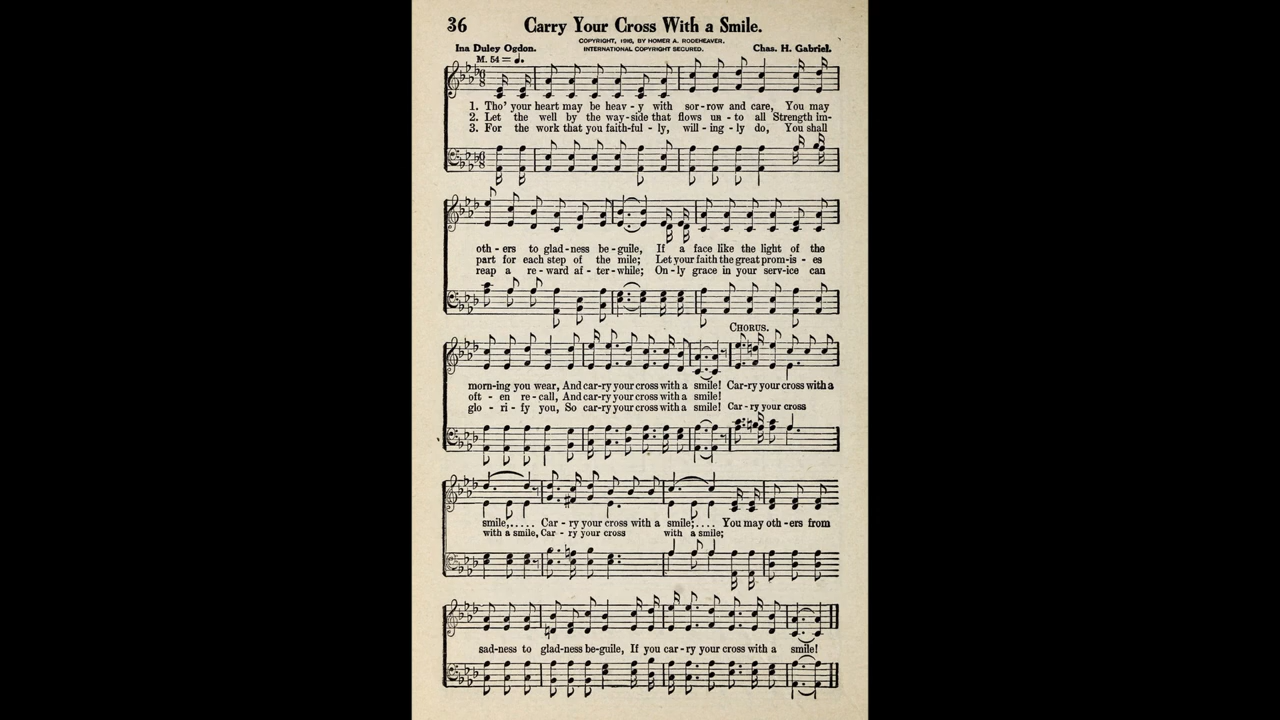 36 Carry Your Cross With a Smile.
COPYRIGHT, 1916, BY HOMER A. RODEHEAVER.
Ina Duley Ogdon. INTERNATIONAL COPYRIGHT SECURED. Chas. H. Gabriel.
M. 54 = ♩.
1. Tho' your heart may be heav - y with sor - row and care, You may
2. Let the well by the way - side that flows un - to all Strength im-
3. For the work that you faith - ful - ly, will - ing - ly do, You shall
oth - ers to glad - ness be - guile, If a face like the light of the
part for each step of the mile; Let your faith the great prom - is - es
reap a re - ward af - ter - while; On - ly grace in your serv - ice can
CHORUS.
morn - ing you wear, And car - ry your cross with a smile! Car - ry your cross with a
oft - en re - call, And car - ry your cross with a smile!
glo - ri - fy you, So car - ry your cross with a smile! Car - ry your cross
smile,..... Car - ry your cross with a smile;.... You may oth - ers from
with a smile, Car - ry your cross with a smile;
sad - ness to glad - ness be - guile, If you car - ry your cross with a smile!